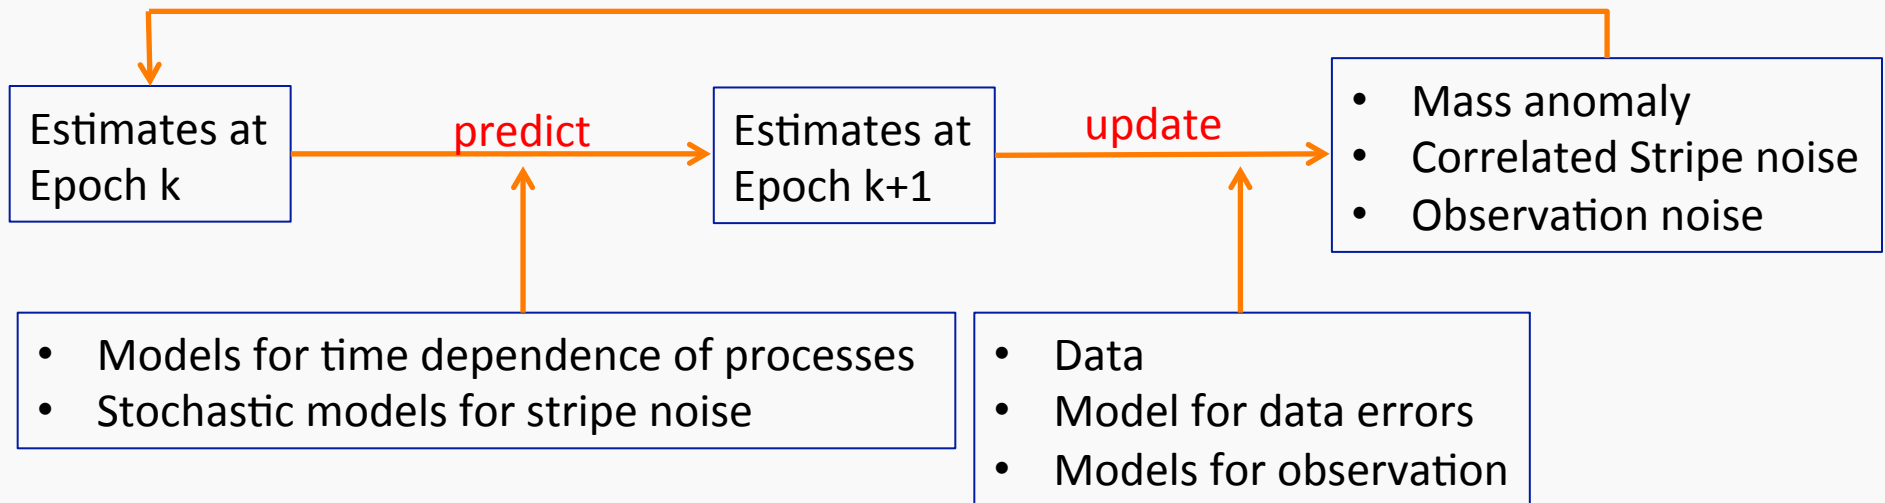 Estimates at
Epoch k
predict
Estimates at
Epoch k+1
update
• Mass anomaly
• Correlated Stripe noise
• Observation noise
• Models for time dependence of processes
• Stochastic models for stripe noise
• Data
• Model for data errors
• Models for observation